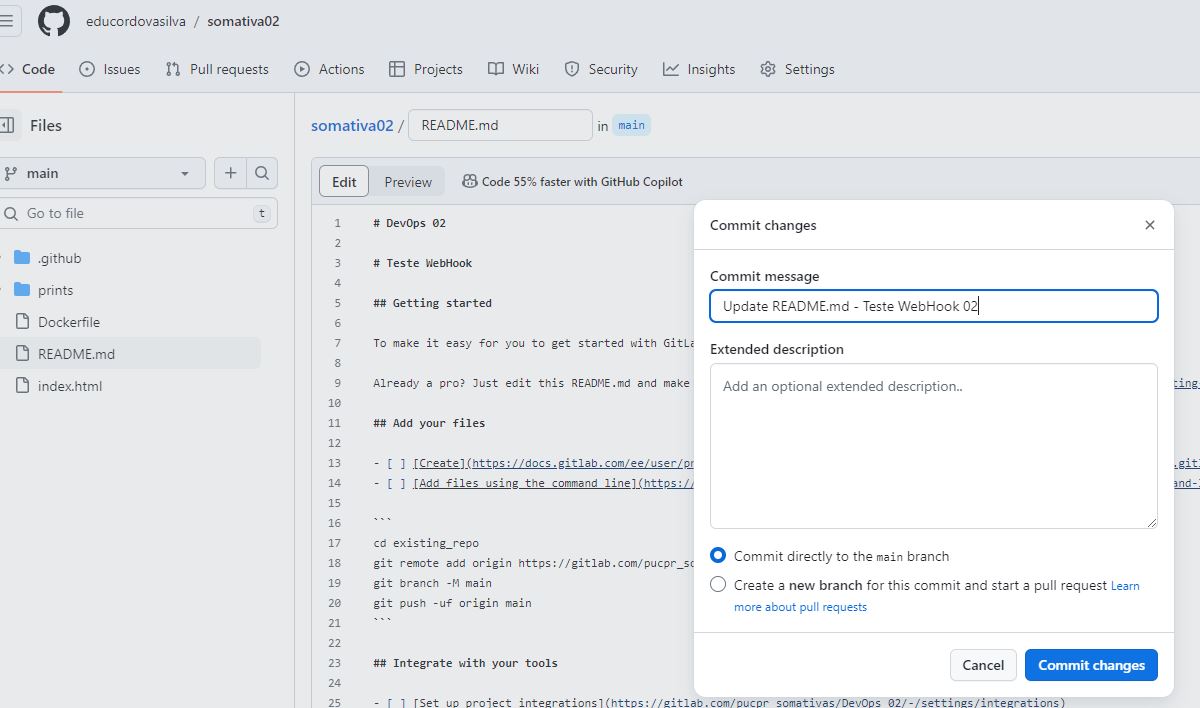 educordovasilva / somativa02
Code Issues Pull requests Actions Projects Wiki Security Insights Settings
Files
main
Go to file t
.github
prints
Dockerfile
README.md
index.html
somativa02 / README.md in main
Edit Preview Code 55% faster with GitHub Copilot
1 # DevOps 02
2
3 # Teste WebHook
4
5 ## Getting started
6
7 To make it easy for you to get started with
8
9 Already a pro? Just edit this README.md and make
10
11 ## Add your files
12
13 - [ ] [Create](https://docs.gitlab.com/ee/user/
14 - [ ] [Add files using the command line](https:/
15
16 ```
17 cd existing_repo
18 git remote add origin https://gitlab.com/
19 git branch -M main
20 git push -uf origin main
21 ```
22
23 ## Integrate with your tools
24
25 - [ ] [Set up project integrations](https://gitlab.com/pucpr_somativas/DevOps_02/-/settings/integrations)
Commit changes
Commit message
Update README.md - Teste WebHook 02
Extended description
Add an optional extended description..
Commit directly to the main branch
Create a new branch for this commit and start a pull request Learn
more about pull requests
Cancel Commit changes